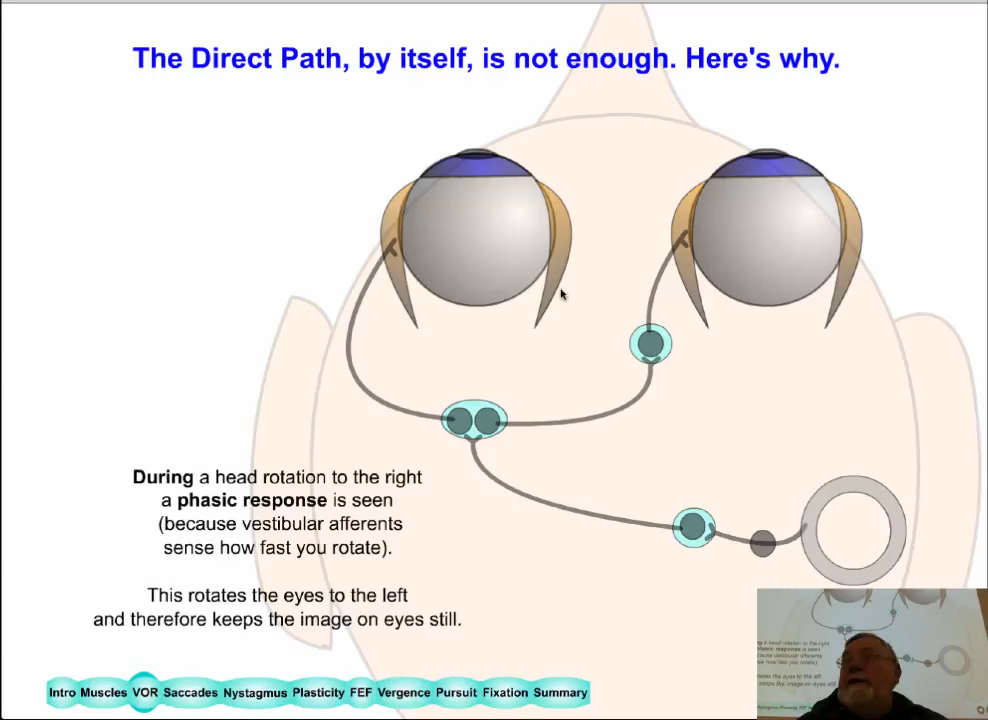 The Direct Path, by itself, is not enough. Here's why.
During a head rotation to the right
a phasic response is seen
(because vestibular afferents
sense how fast you rotate).
This rotates the eyes to the left
and therefore keeps the image on eyes still.
Intro Muscles VOR Saccades Nystagmus Plasticity FEF Vergence Pursuit Fixation Summary